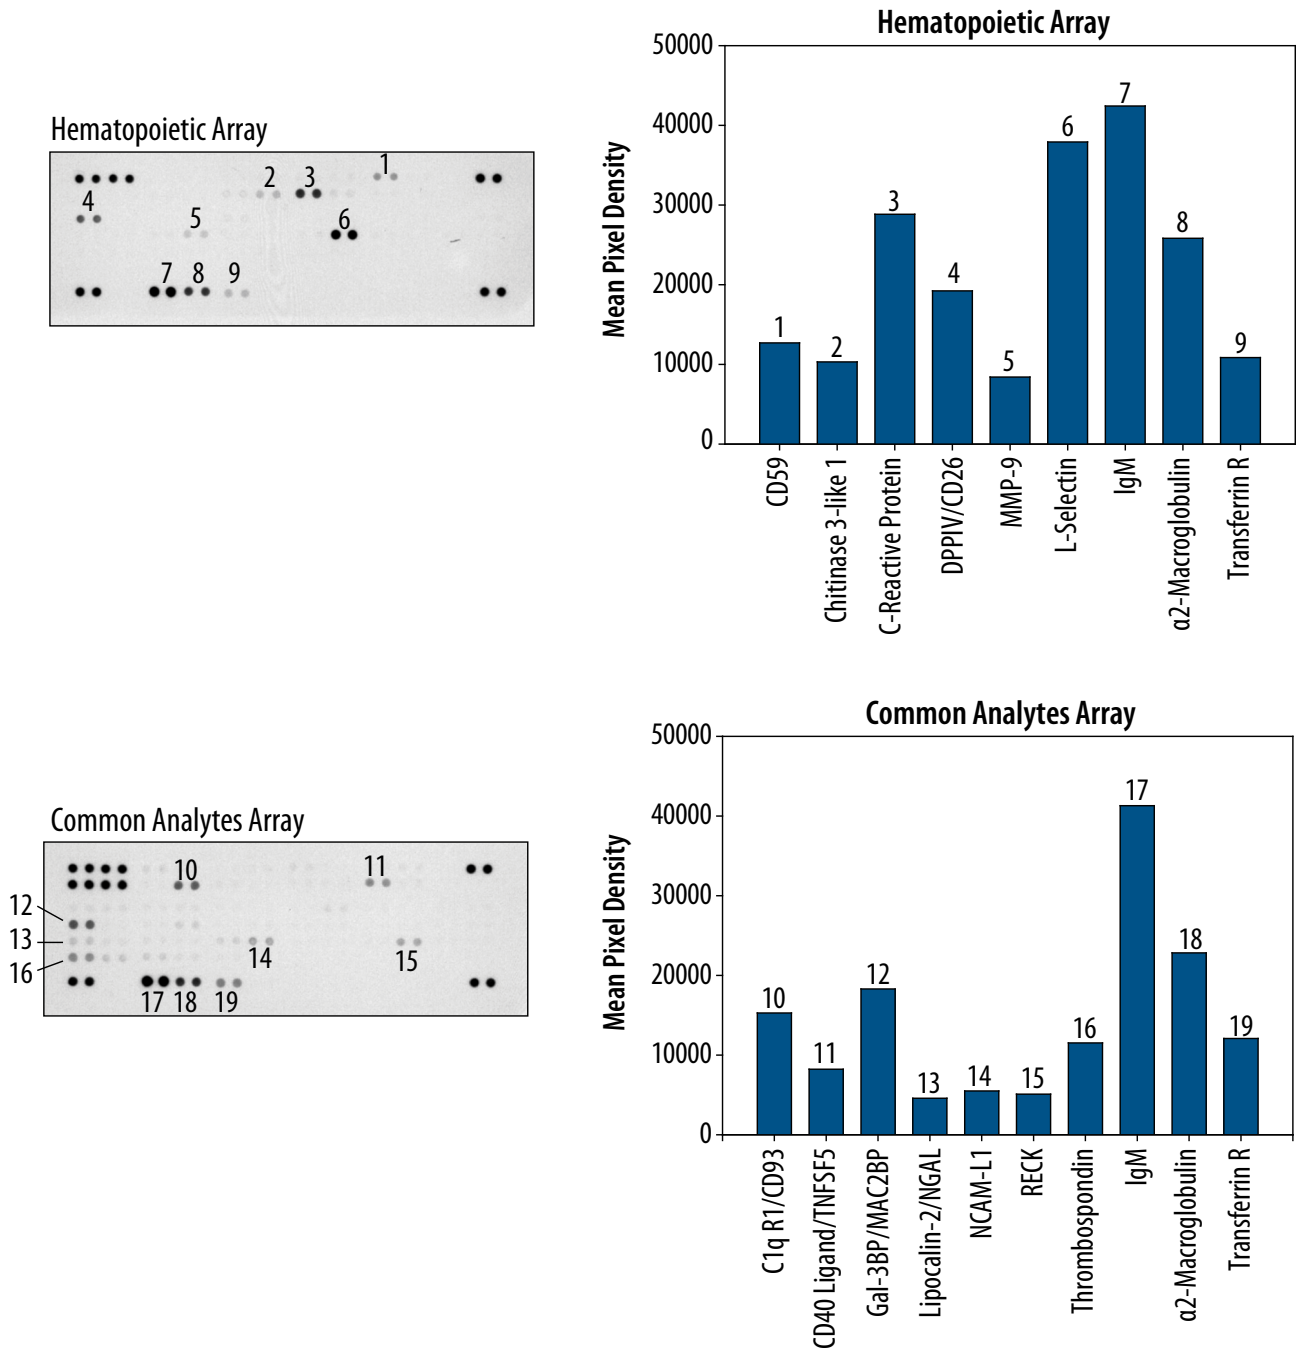 Hematopoietic Array
1
2
3
4
5
6
7
8
9
Hematopoietic Array
Mean Pixel Density
50000
40000
30000
20000
10000
0
1
2
3
4
5
6
7
8
9
CD59
Chitinase 3-like 1
C-Reactive Protein
DPPIV/CD26
MMP-9
L-Selectin
IgM
α2-Macroglobulin
Transferrin R
Common Analytes Array
10
11
12
13
14
15
16
17
18
19
Common Analytes Array
Mean Pixel Density
50000
40000
30000
20000
10000
0
10
11
12
13
14
15
16
17
18
19
C1q R1/CD93
CD40 Ligand/TNFSF5
Gal-3BP/MAC2BP
Lipocalin-2/NGAL
NCAM-L1
RECK
Thrombospondin
IgM
α2-Macroglobulin
Transferrin R